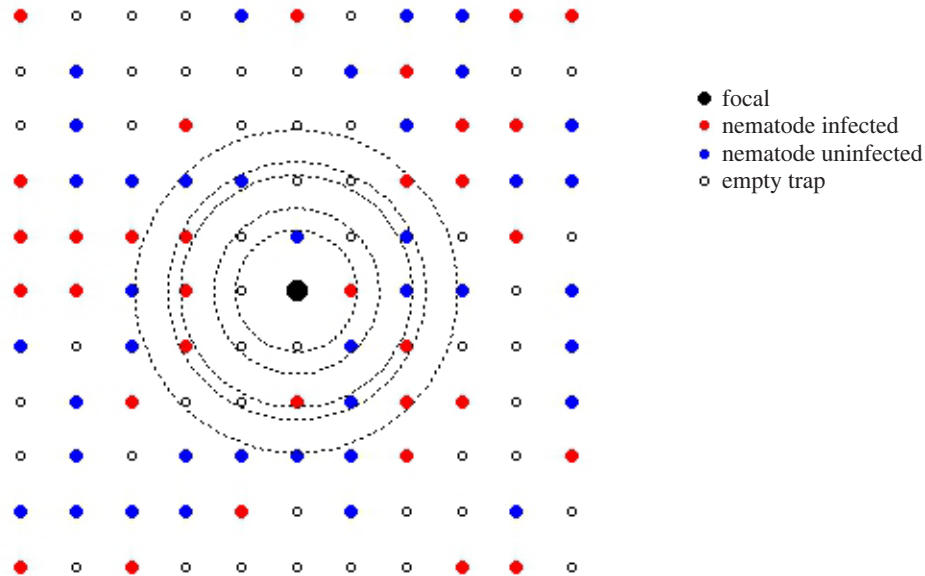 focal
nematode infected
nematode uninfected
empty trap